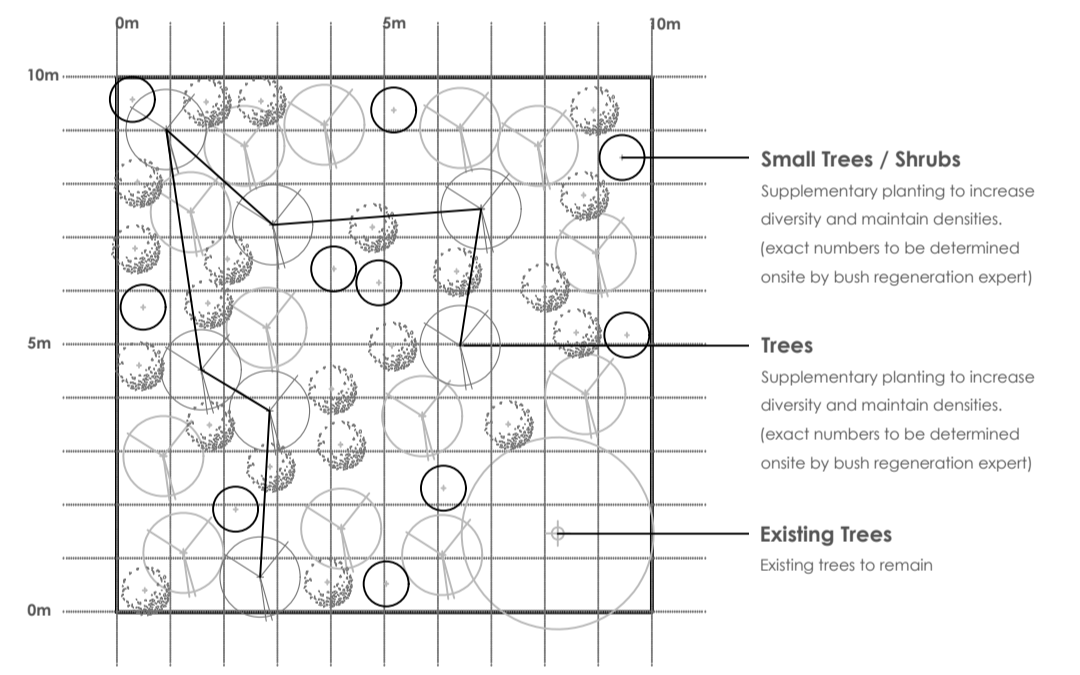 0m 5m 10m
10m
Small Trees / Shrubs
Supplementary planting to increase
diversity and maintain densities.
(exact numbers to be determined
onsite by bush regeneration expert)
5m
Trees
Supplementary planting to increase
diversity and maintain densities.
(exact numbers to be determined
onsite by bush regeneration expert)
Existing Trees
Existing trees to remain
0m